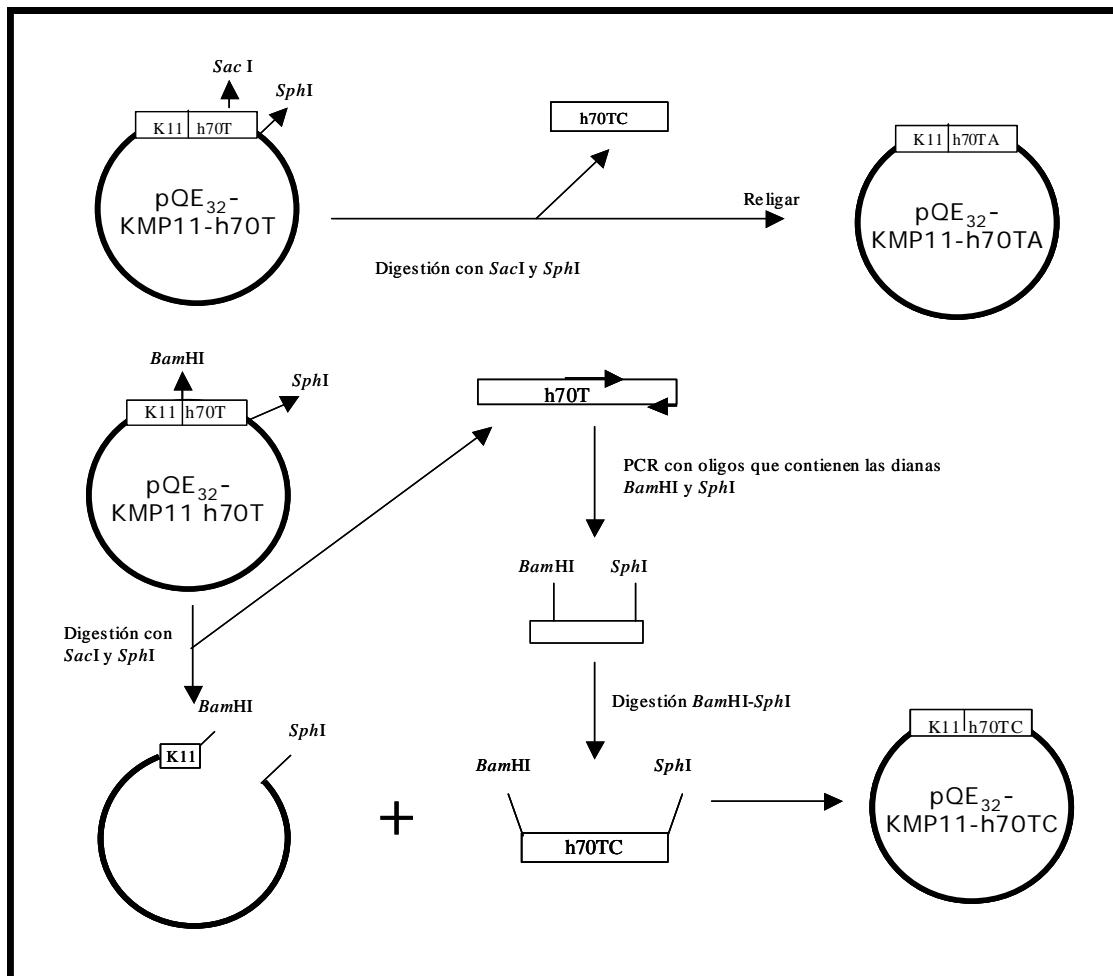 Sac I
SphI
K11 h70T
pQE32-
KMP11-h70T
h70TC
Religar
Digestión con SacI y SphI
K11 h70TA
pQE32-
KMP11-h70TA
BamHI
SphI
K11 h70T
pQE32-
KMP11 h70T
h70T
PCR con oligos que contienen las dianas
BamHI y SphI
BamHI SphI
Digestión con
SacI y SphI
Digestión BamHI-SphI
BamHI
SphI
K11
+
BamHI SphI
h70TC
K11 h70TC
pQE32-
KMP11-h70TC